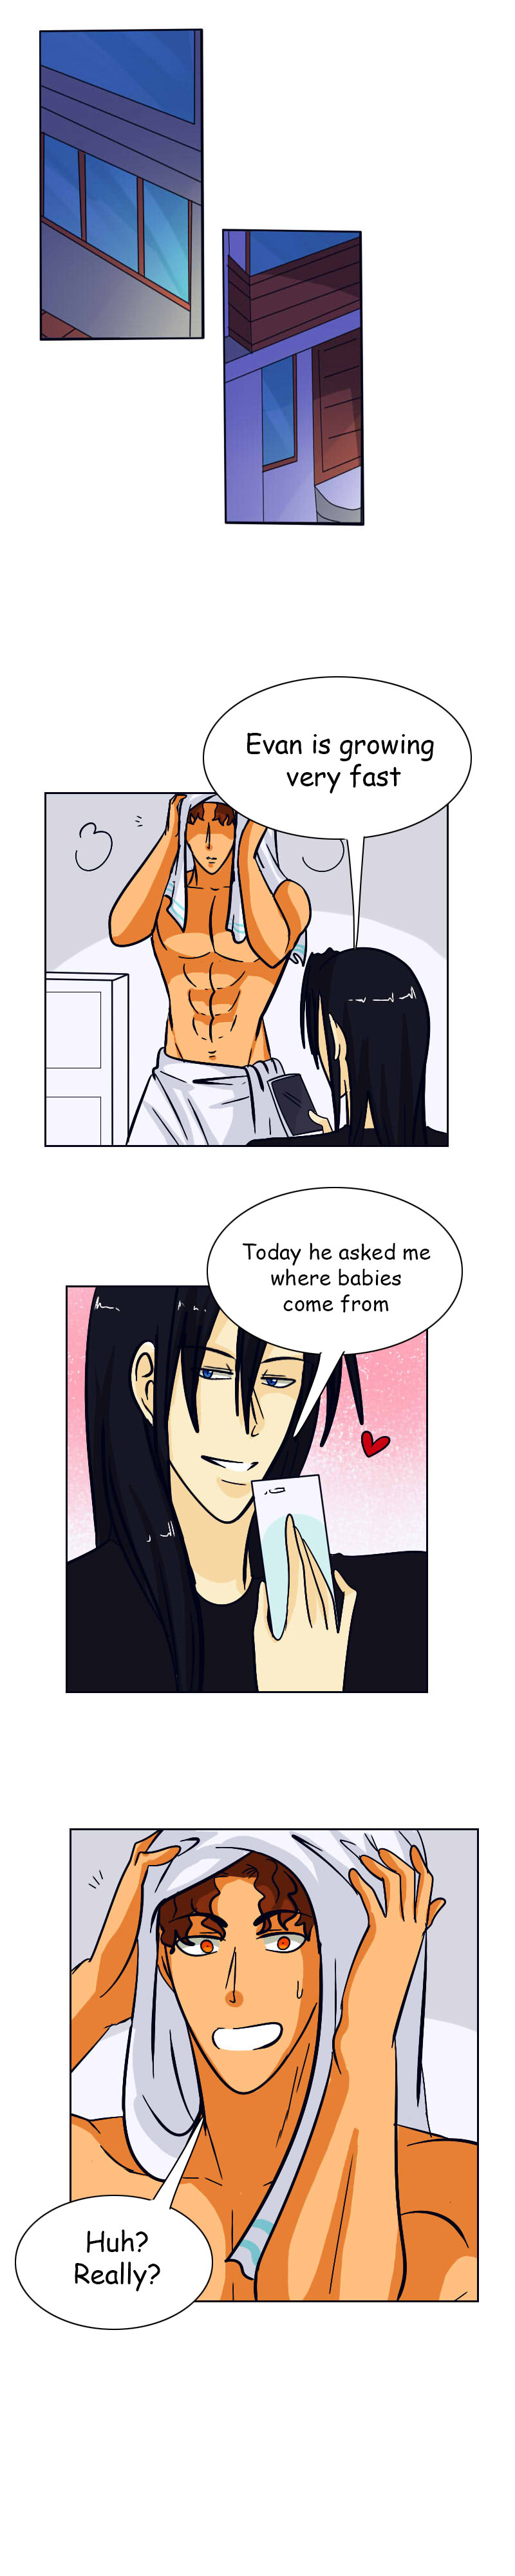 Evan is growing
very fast
Today he asked me
where babies
come from
Huh?
Really?